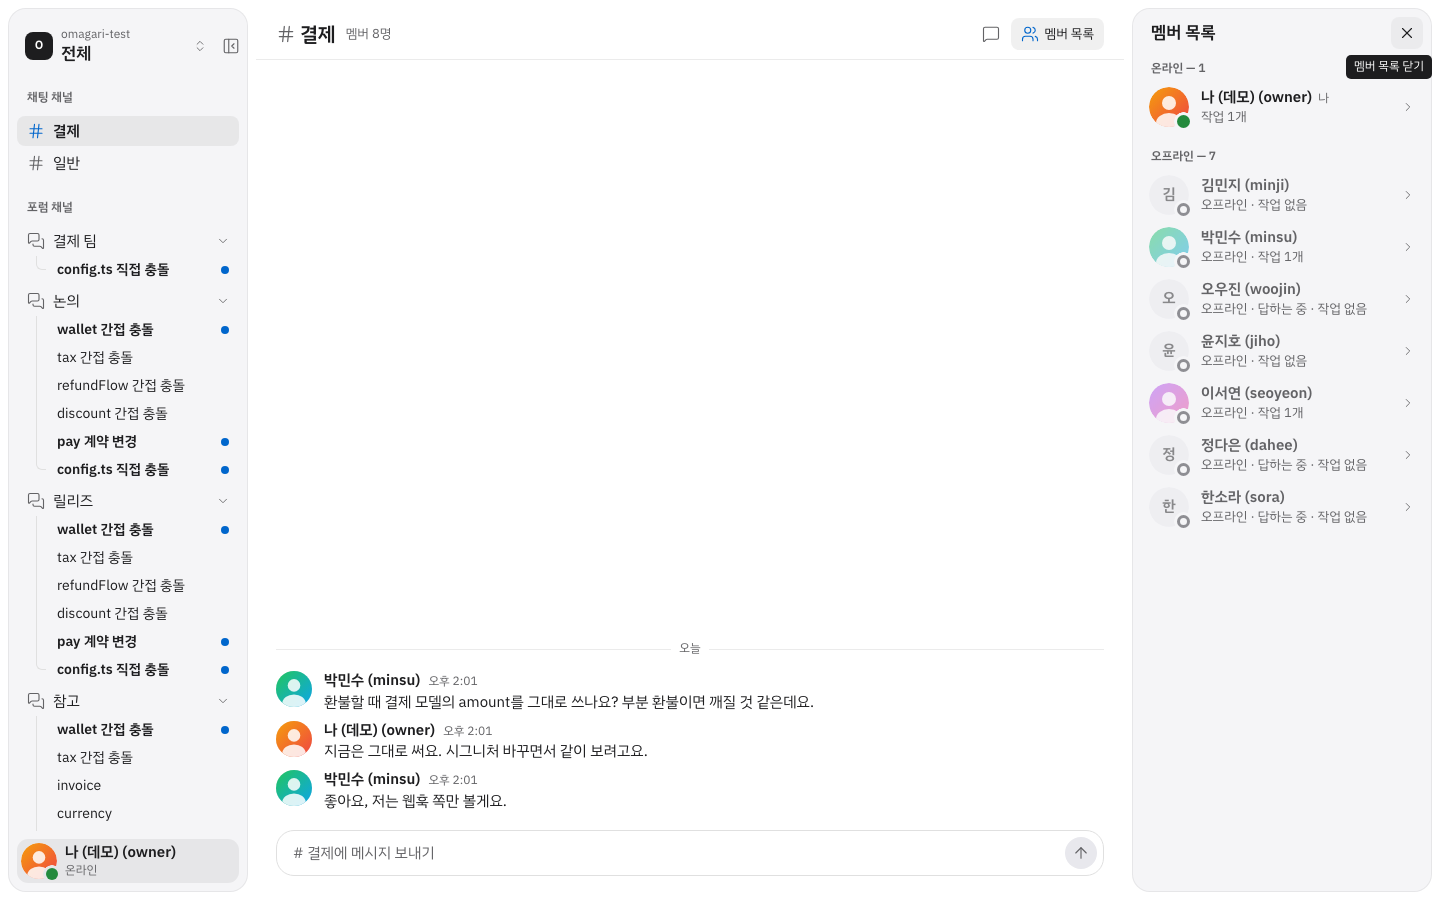 O
omagari-test
전체
채팅 채널
결제
일반
포럼 채널
결제 팀
config.ts 직접 충돌
논의
wallet 간접 충돌
tax 간접 충돌
refundFlow 간접 충돌
discount 간접 충돌
pay 계약 변경
config.ts 직접 충돌
릴리즈
wallet 간접 충돌
tax 간접 충돌
refundFlow 간접 충돌
discount 간접 충돌
pay 계약 변경
config.ts 직접 충돌
참고
wallet 간접 충돌
tax 간접 충돌
invoice
currency
나 (데모) (owner)
온라인
# 결제 멤버 8명
멤버 목록
오늘
박민수 (minsu) 오후 2:01
환불할 때 결제 모델의 amount를 그대로 쓰나요? 부분 환불이면 깨질 것 같은데요.
나 (데모) (owner) 오후 2:01
지금은 그대로 써요. 시그니처 바꾸면서 같이 보려고요.
박민수 (minsu) 오후 2:01
좋아요, 저는 웹훅 쪽만 볼게요.
# 결제에 메시지 보내기
멤버 목록
멤버 목록 닫기
온라인 — 1
나 (데모) (owner) 나
작업 1개
오프라인 — 7
김
김민지 (minji)
오프라인 · 작업 없음
박민수 (minsu)
오프라인 · 작업 1개
오
오우진 (woojin)
오프라인 · 답하는 중 · 작업 없음
윤
윤지호 (jiho)
오프라인 · 작업 없음
이서연 (seoyeon)
오프라인 · 작업 1개
정
정다은 (dahee)
오프라인 · 답하는 중 · 작업 없음
한
한소라 (sora)
오프라인 · 답하는 중 · 작업 없음